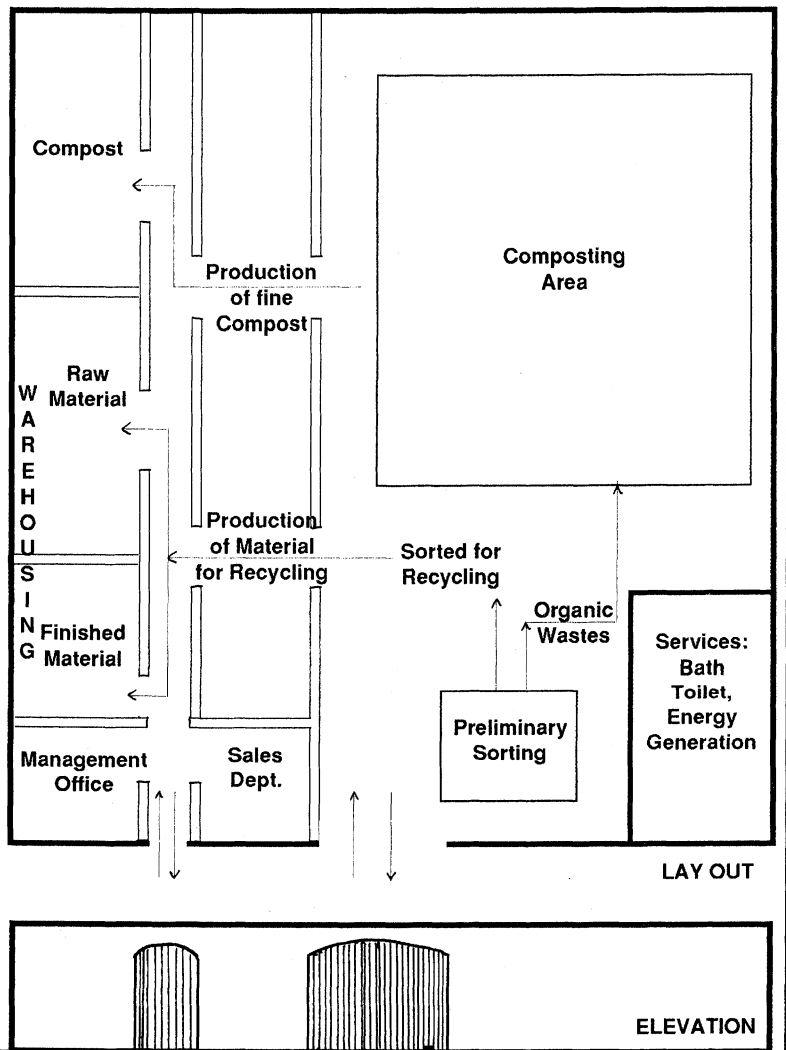 Compost
Production
of fine
Compost
Composting
Area
Raw
Material
WAREHOUSING
Production
of Material
for Recycling
Sorted for
Recycling
Organic
Wastes
Finished
Material
Services:
Bath
Toilet,
Energy
Generation
Preliminary
Sorting
Management
Office
Sales
Dept.
LAY OUT
ELEVATION